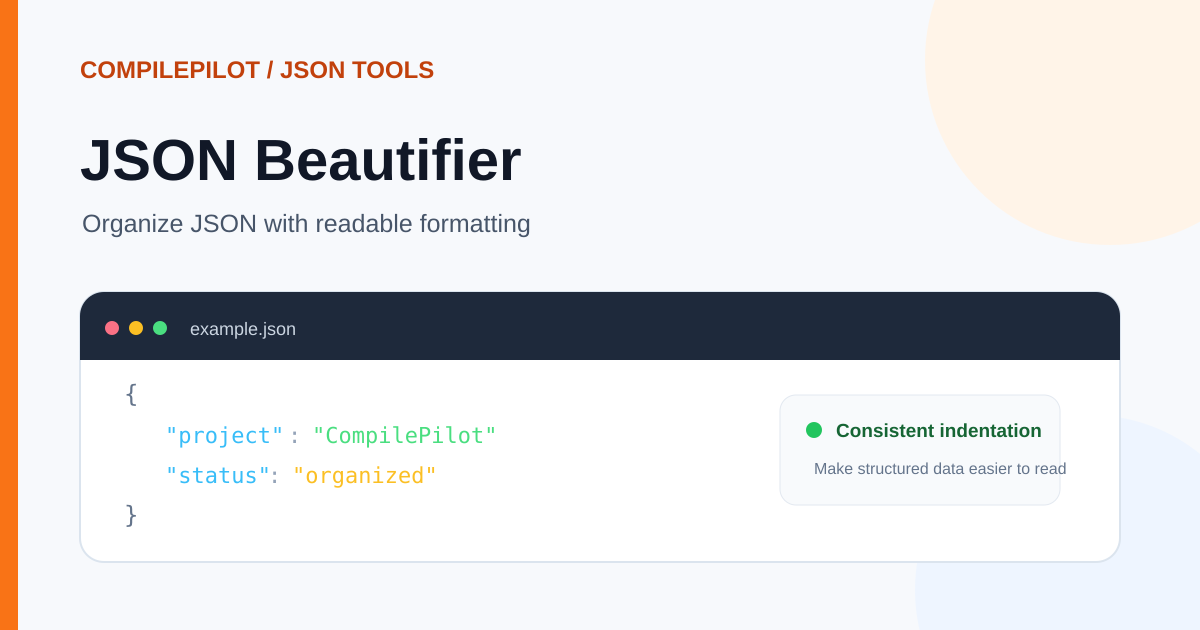 COMPILEPILOT / JSON TOOLS
JSON Beautifier
Organize JSON with readable formatting
example.json
{
"project": "CompilePilot"
"status": "organized"
}
Consistent indentation
Make structured data easier to read